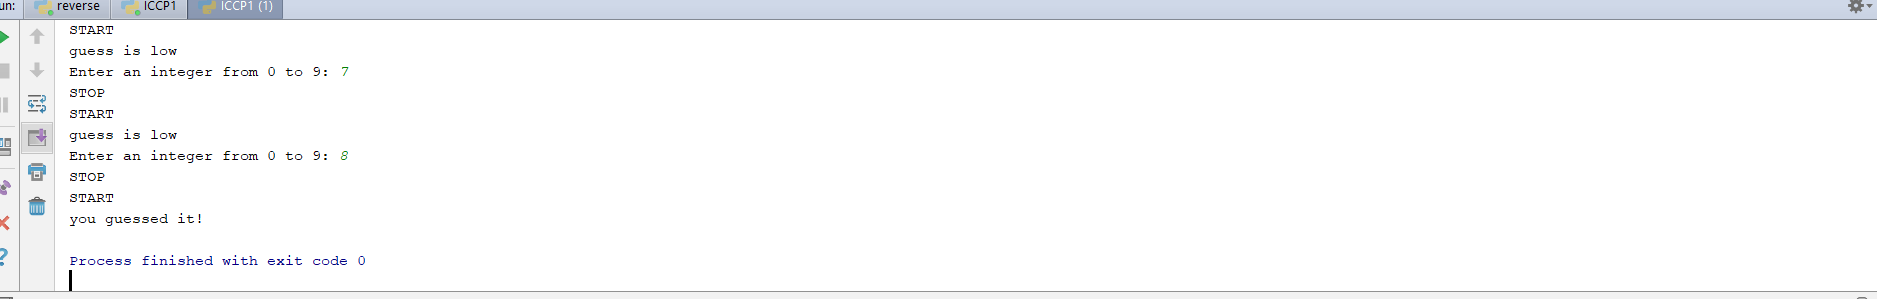 un: reverse ICCP1 ICCP1 (1)
START
guess is low
Enter an integer from 0 to 9: 7
STOP
START
guess is low
Enter an integer from 0 to 9: 8
STOP
START
you guessed it!
Process finished with exit code 0